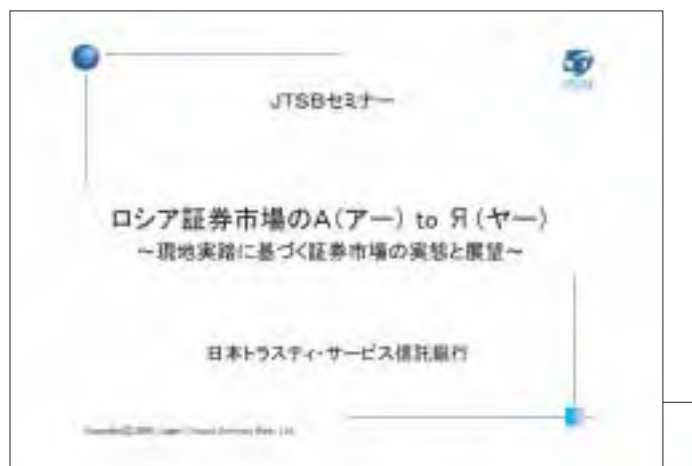 JTSBセミナー
ロシア証券市場のA(アー) to Я(ヤー)
~現地実踏に基づく証券市場の実態と展望~
日本トラスティ・サービス信託銀行